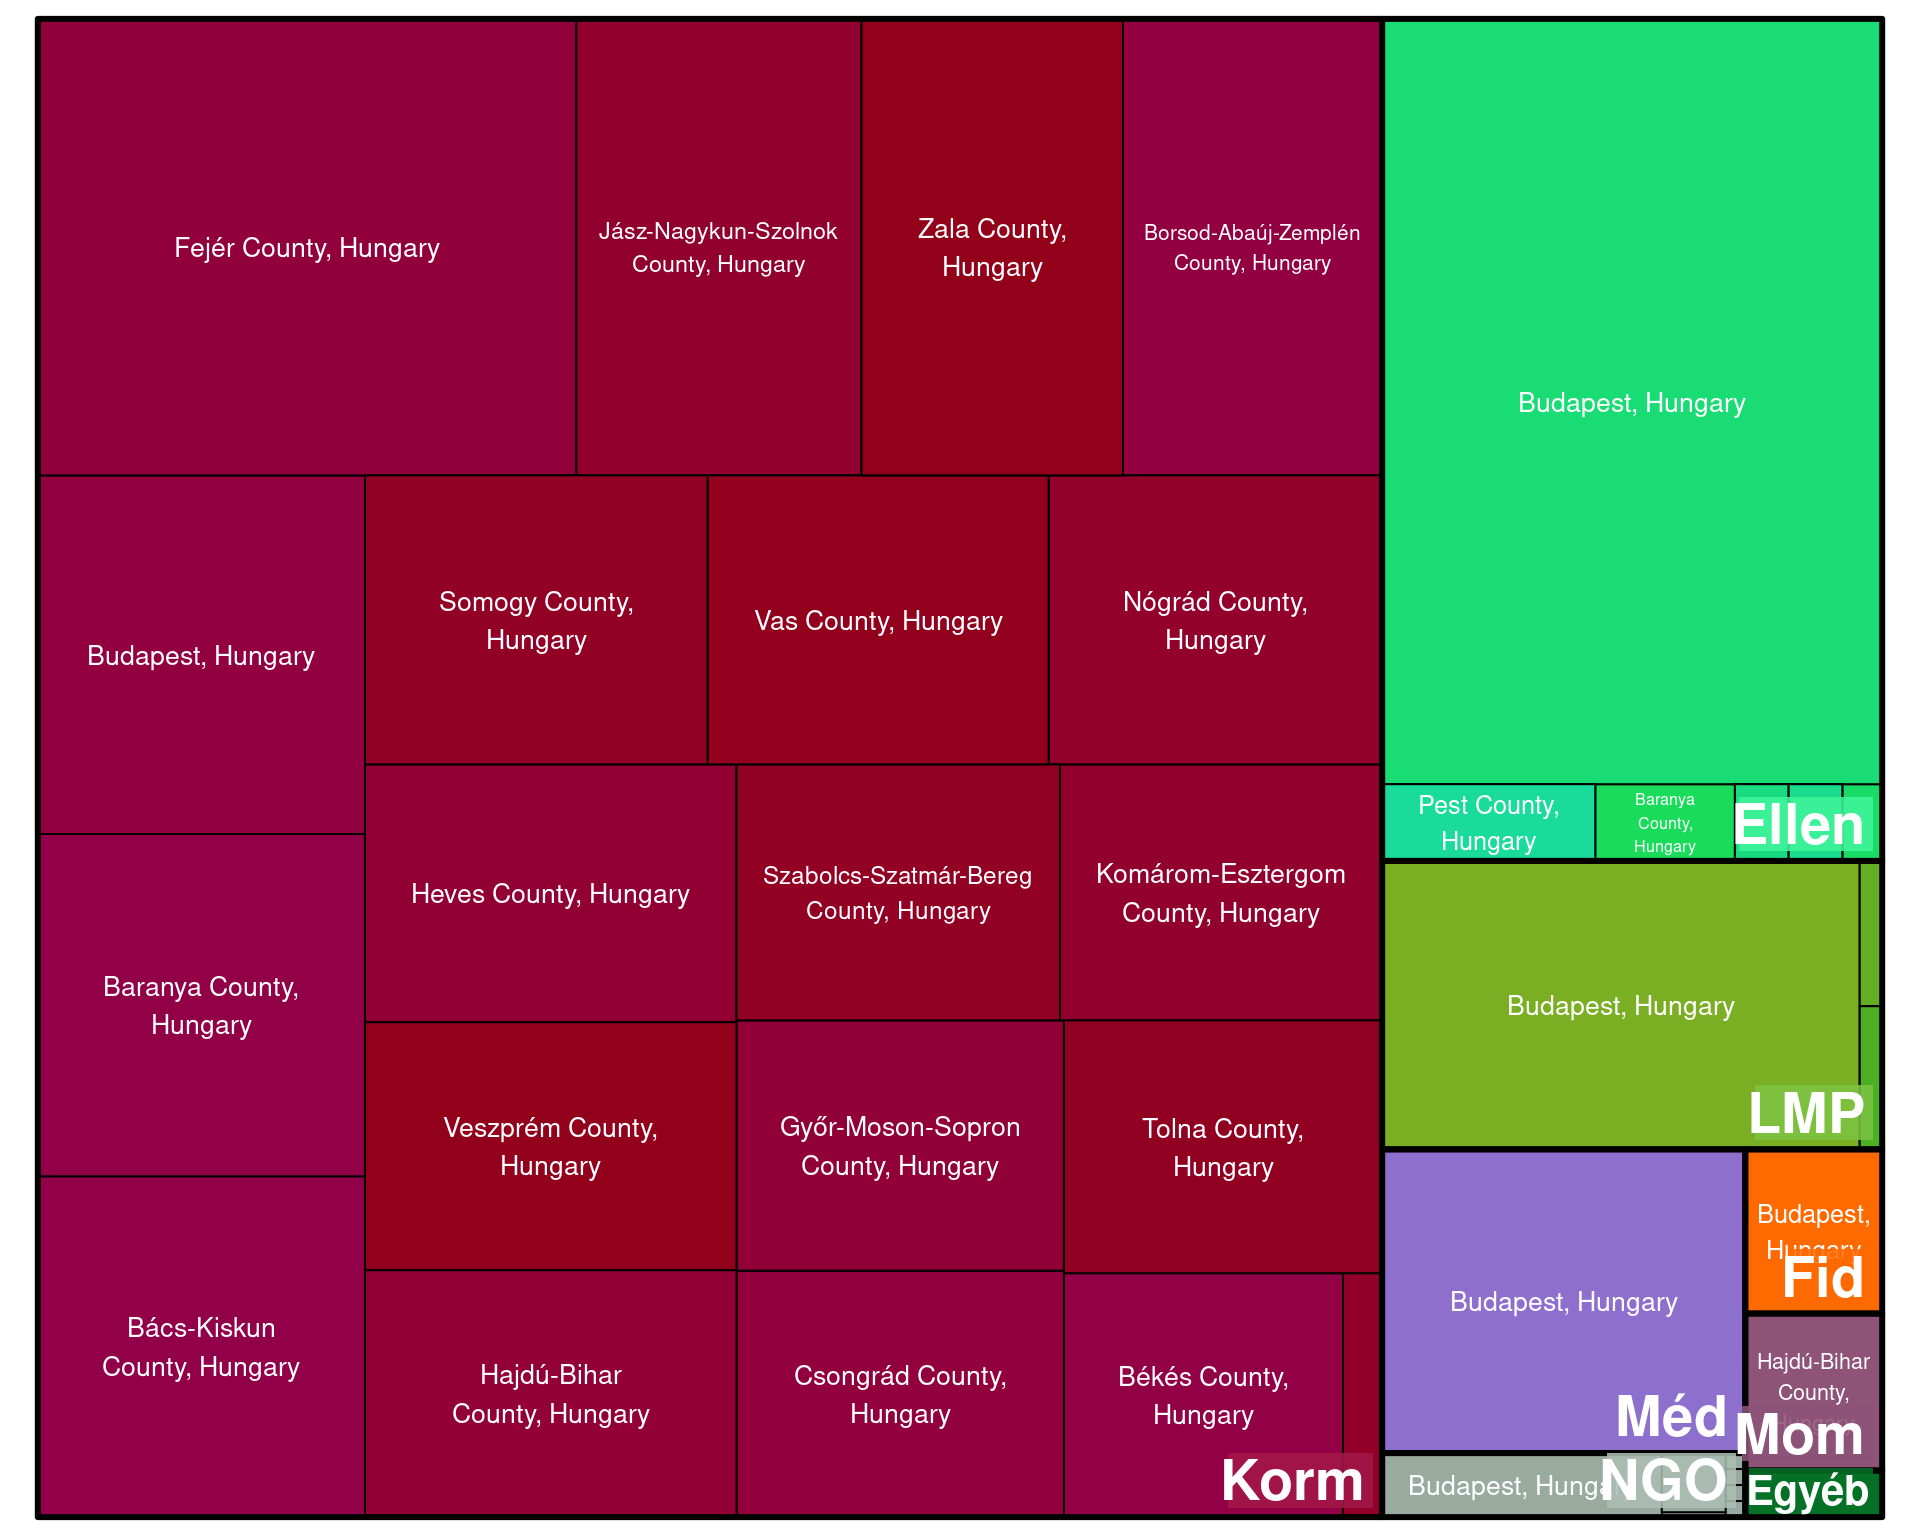 Fejér County, Hungary
Jász-Nagykun-Szolnok
County, Hungary
Zala County,
Hungary
Borsod-Abaúj-Zemplén
County, Hungary
Budapest, Hungary
Somogy County,
Hungary
Vas County, Hungary
Nógrád County,
Hungary
Baranya County,
Hungary
Heves County, Hungary
Szabolcs-Szatmár-Bereg
County, Hungary
Komárom-Esztergom
County, Hungary
Veszprém County,
Hungary
Győr-Moson-Sopron
County, Hungary
Tolna County,
Hungary
Bács-Kiskun
County, Hungary
Hajdú-Bihar
County, Hungary
Csongrád County,
Hungary
Békés County,
Hungary
Korm
Budapest, Hungary
Pest County,
Hungary
Baranya
County,
Hungary
Ellen
Budapest, Hungary
LMP
Budapest, Hungary
Méd
Budapest,
Hungary
Fid
Hajdú-Bihar
County,
Hungary
Mom
Budapest, Hungary
NGO
Egyéb